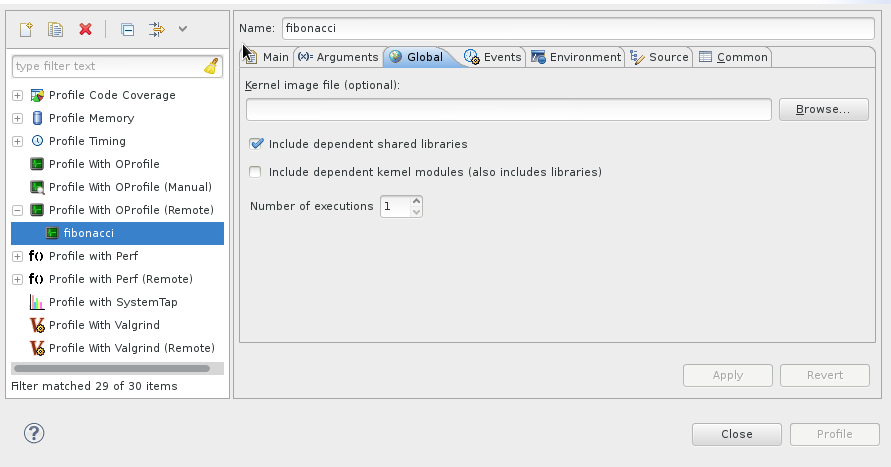 Name: fibonacci
type filter text
Profile Code Coverage
Profile Memory
Profile Timing
Profile With OProfile
Profile With OProfile (Manual)
Profile With OProfile (Remote)
fibonacci
f() Profile with Perf
f() Profile with Perf (Remote)
Profile with SystemTap
Profile With Valgrind
Profile With Valgrind (Remote)
Filter matched 29 of 30 items
Main (x)= Arguments Global Events Environment Source Common
Kernel image file (optional):
Browse...
Include dependent shared libraries
Include dependent kernel modules (also includes libraries)
Number of executions 1
Apply Revert
? Close Profile